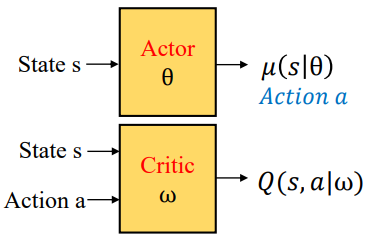 State s
Actor
θ
μ(s|θ)
Action a
State s
Action a
Critic
ω
Q(s, a|ω)